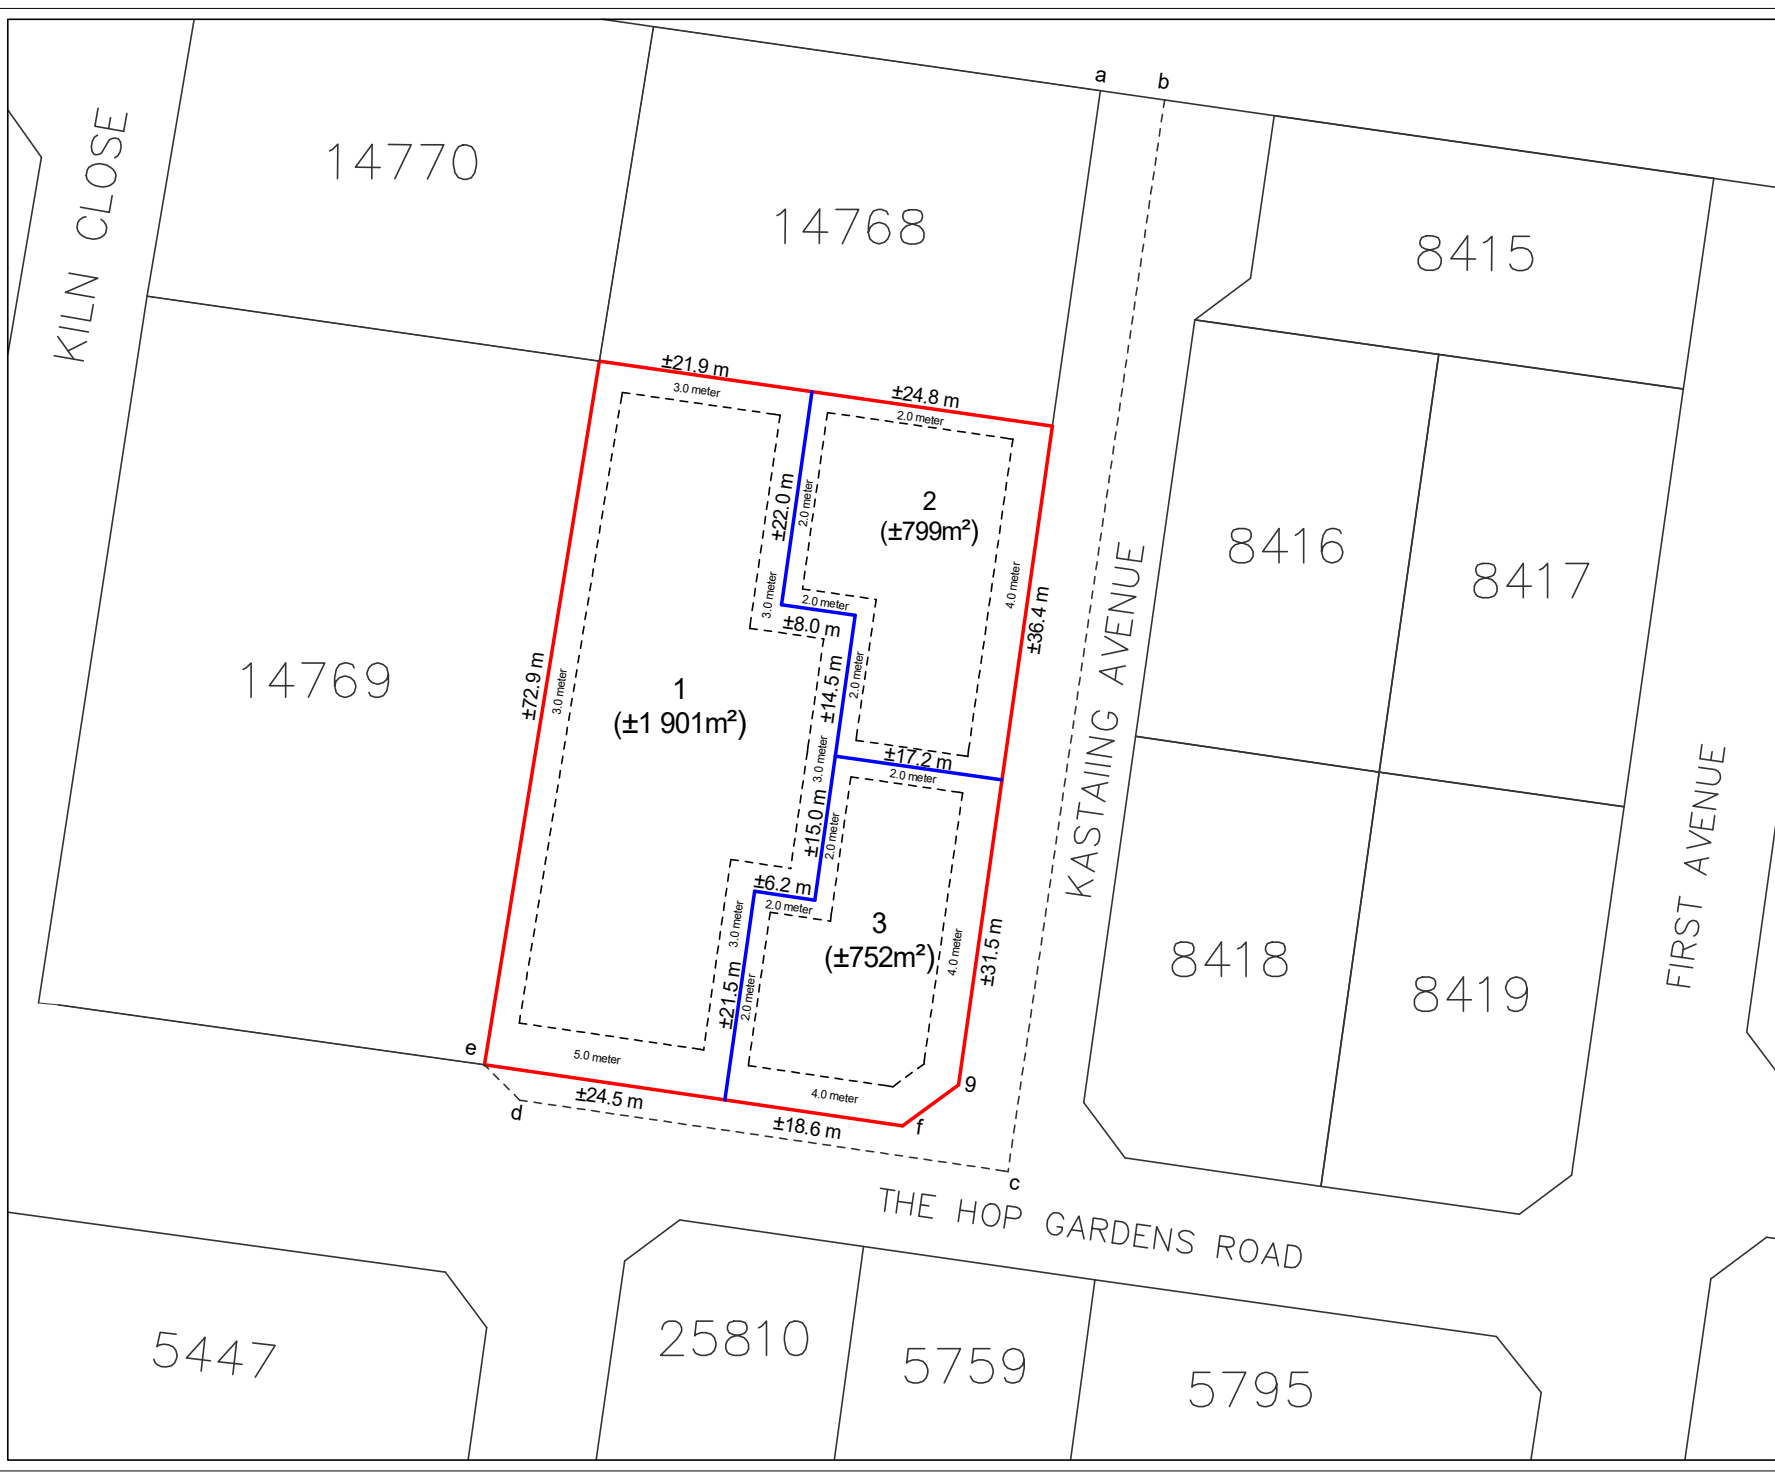 a
b
KILN CLOSE
14770
14768
8415
±21.9 m
3.0 meter
±24.8 m
2.0 meter
±22.0 m
2.0 meter
2
(±799m²)
8416
8417
3.0 meter
2.0 meter
±8.0 m
4.0 meter
±36.4 m
KASTAIING AVENUE
14769
±72.9 m
3.0 meter
1
(±1 901m²)
±14.5 m
2.0 meter
3.0 meter
±17.2 m
2.0 meter
±15.0 m
2.0 meter
FIRST AVENUE
±6.2 m
2.0 meter
3.0 meter
3
(±752m²)
4.0 meter
±31.5 m
8418
8419
±21.5 m
2.0 meter
e
5.0 meter
±24.5 m
d
4.0 meter
±18.6 m
f
g
c
THE HOP GARDENS ROAD
5447
25810
5759
5795